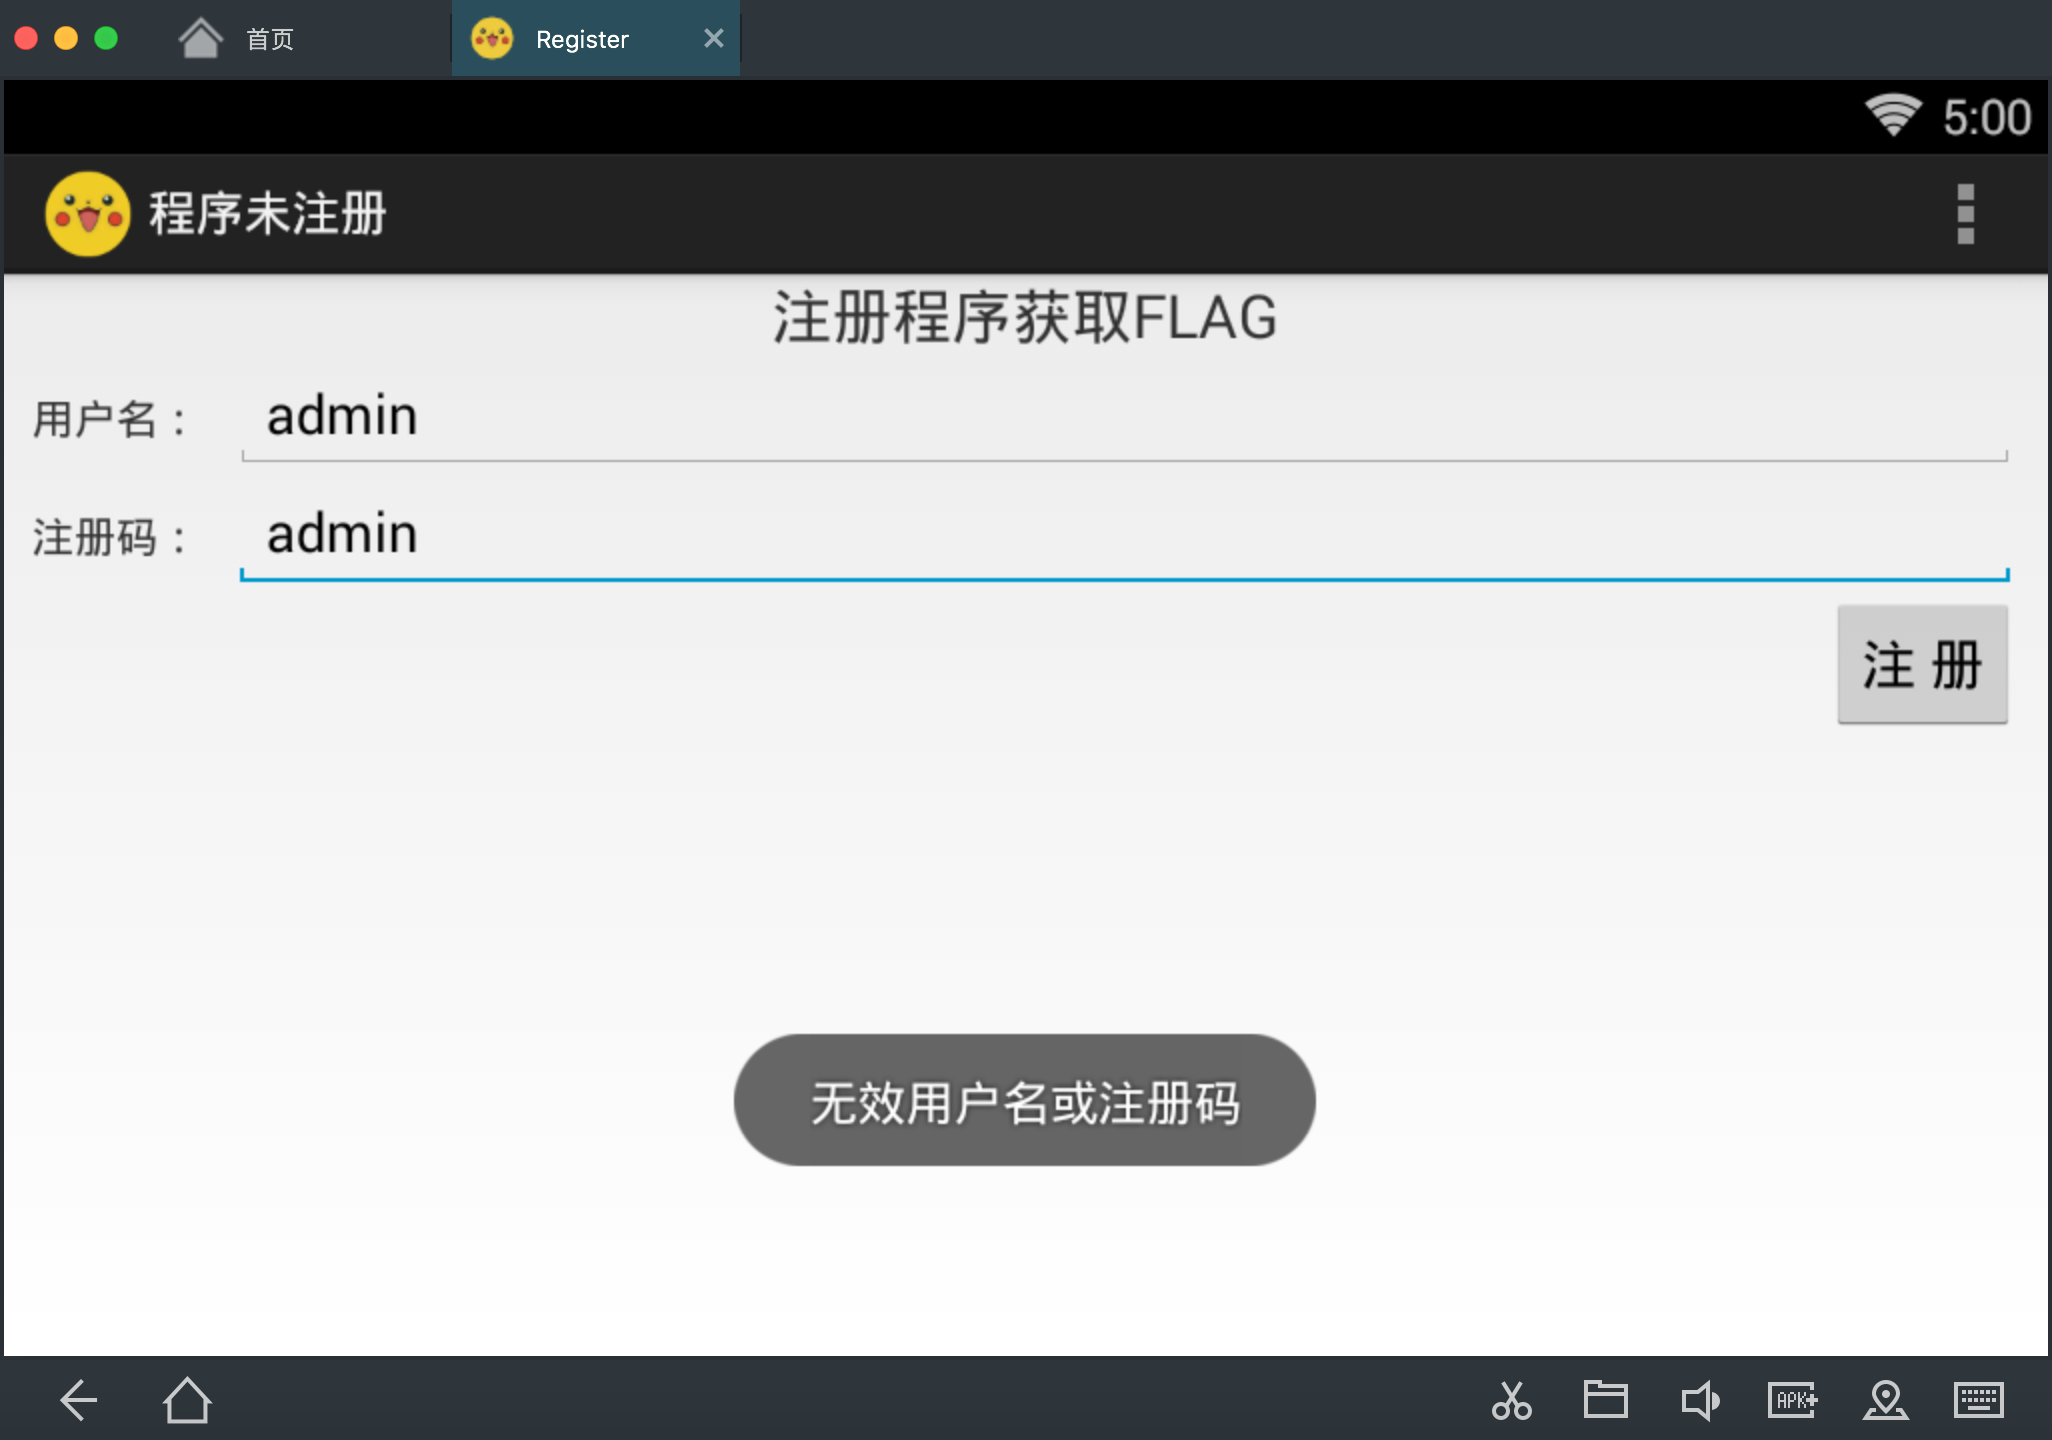 首页
Register
5:00
程序未注册
注册程序获取FLAG
用户名：
admin
注册码：
admin
注 册
无效用户名或注册码
APK+